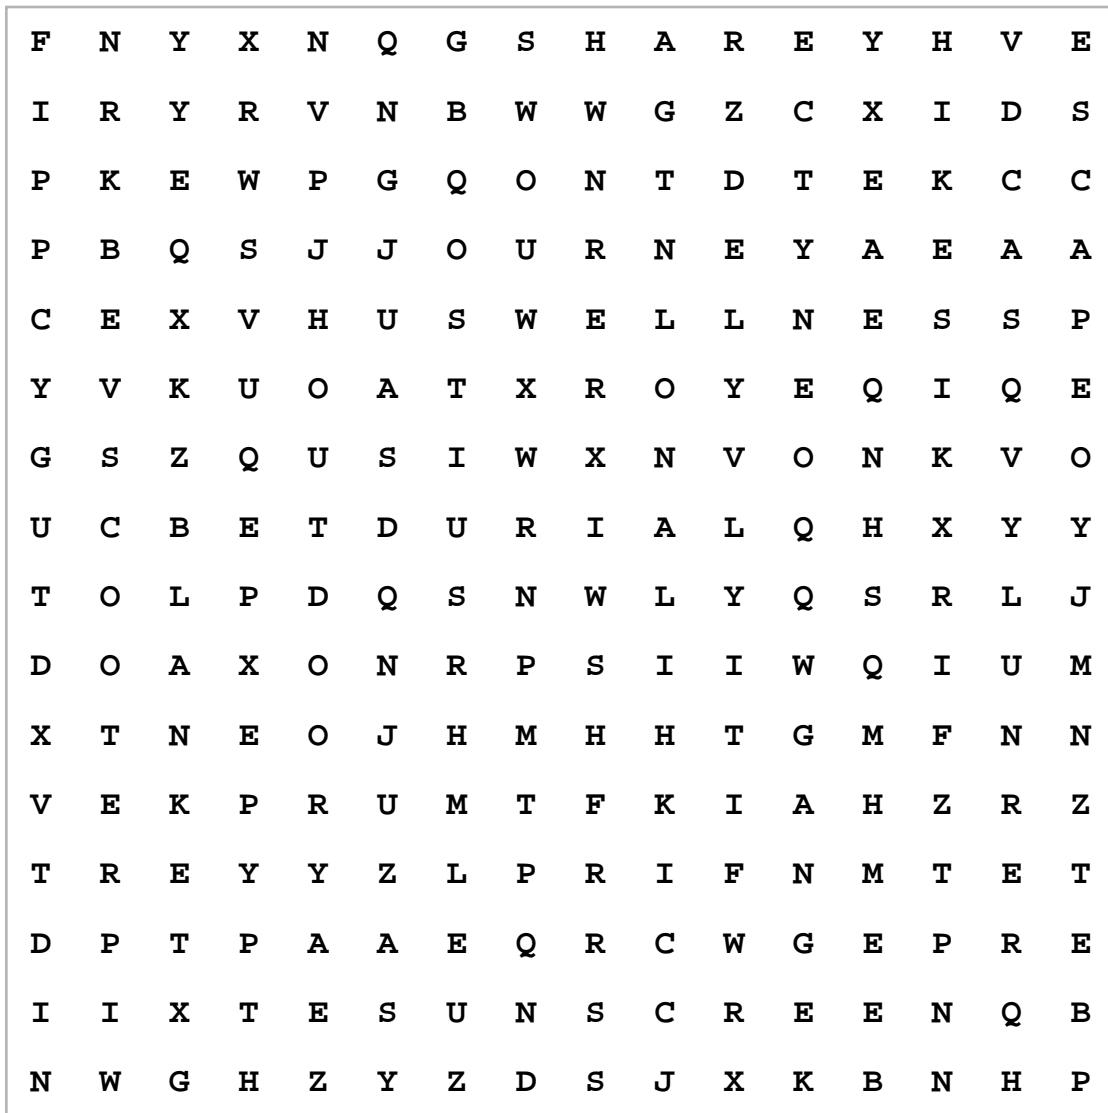 F N Y X N Q G S H A R E Y H V E
I R Y R V N B W W G Z C X I D S
P K E W P G Q O N T D T E K C C
P B Q S J J O U R N E Y A E A A
C E X V H U S W E L L N E S S P
Y V K U O A T X R O Y E Q I Q E
G S Z Q U S I W X N V O N K V O
U C B E T D U R I A L Q H X Y Y
T O L P D Q S N W L Y Q S R L J
D O A X O N R P S I I W Q I U M
X T N E O J H M H H T G M F N N
V E K P R U M T F K I A H Z R Z
T R E Y Y Z L P R I F N M T E T
D P T P A A E Q R C W G E P R E
I I X T E S U N S C R E E N Q B
N W G H Z Y Z D S J X K B N H P